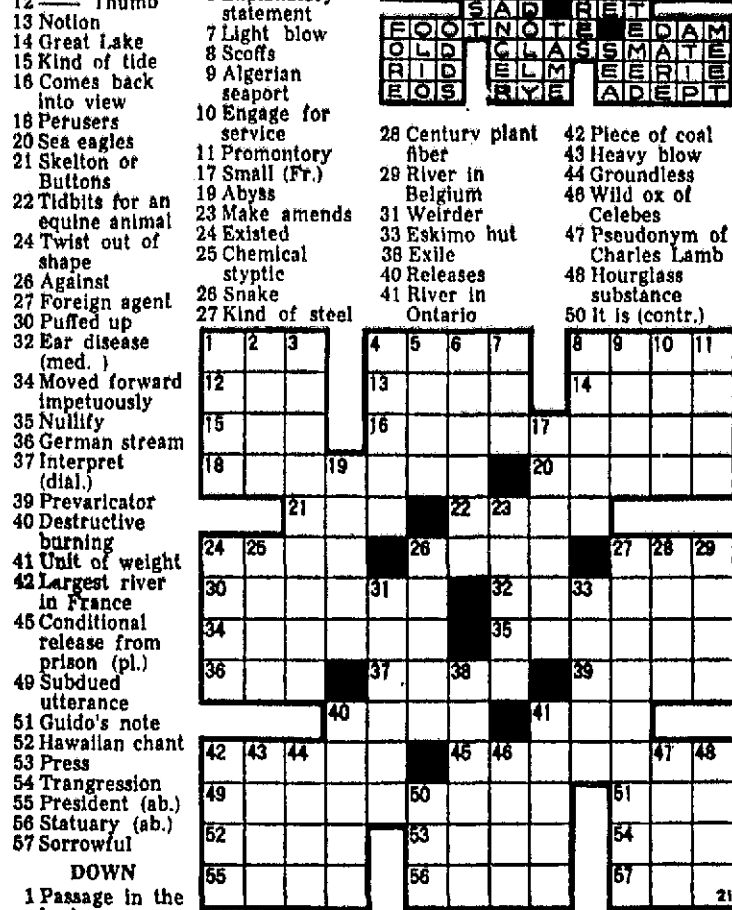 12 —— Thumb
13 Notion
14 Great Lake
15 Kind of tide
16 Comes back
into view
18 Perusers
20 Sea eagles
21 Skelton or
Buttons
22 Tidbits for an
equine animal
24 Twist out of
shape
26 Against
27 Foreign agent
30 Puffed up
32 Ear disease
(med. )
34 Moved forward
impetuously
35 Nullify
36 German stream
37 Interpret
(dial.)
39 Prevaricator
40 Destructive
burning
41 Unit of weight
42 Largest river
in France
45 Conditional
release from
prison (pl.)
49 Subdued
utterance
51 Guido's note
52 Hawaiian chant
53 Press
54 Trangression
55 President (ab.)
56 Statuary (ab.)
57 Sorrowful
DOWN
1 Passage in the
statement
7 Light blow
8 Scoffs
9 Algerian
seaport
10 Engage for
service
11 Promontory
17 Small (Fr.)
19 Abyss
23 Make amends
24 Existed
25 Chemical
styptic
26 Snake
27 Kind of steel
SAD RET
FOOTNOTE EDAM
OLD GLASSMATE
RID ELM EERIE
EOS RYE ADEPT
28 Century plant
fiber
29 River in
Belgium
31 Weirder
33 Eskimo hut
38 Exile
40 Releases
41 River in
Ontario
42 Piece of coal
43 Heavy blow
44 Groundless
46 Wild ox of
Celebes
47 Pseudonym of
Charles Lamb
48 Hourglass
substance
50 It is (contr.)
1 2 3 4 5 6 7 8 9 10 11
12 13 14
15 16 17
18 19 20
21 22 23
24 25 26 27 28 29
30 31 32 33
34 35
36 37 38 39
40 41
42 43 44 45 46 47 48
49 50 51
52 53 54
55 56 57
21